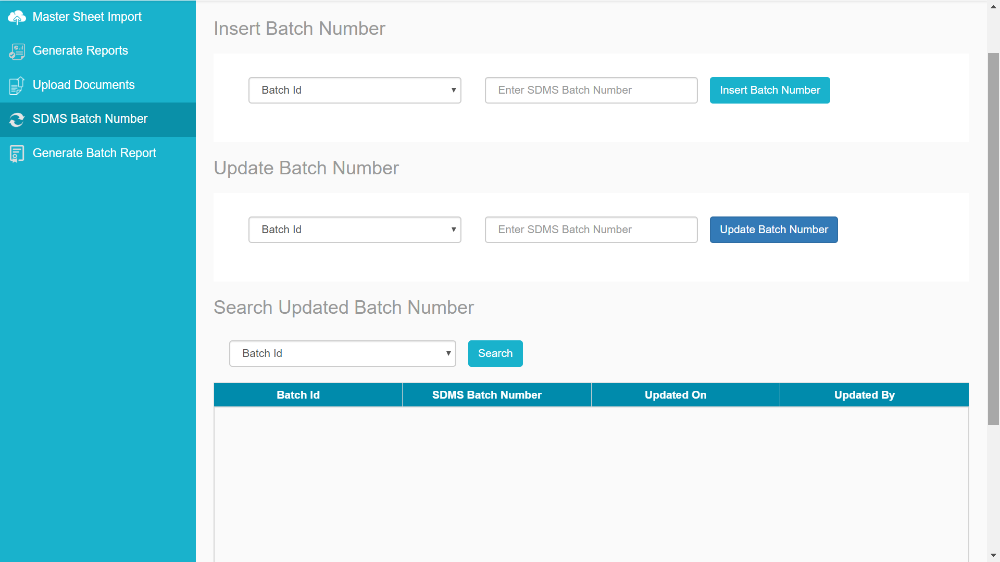 Master Sheet Import
Generate Reports
Upload Documents
SDMS Batch Number
Generate Batch Report
Insert Batch Number
Batch Id
Enter SDMS Batch Number
Insert Batch Number
Update Batch Number
Batch Id
Enter SDMS Batch Number
Update Batch Number
Search Updated Batch Number
Batch Id
Search
Batch Id
SDMS Batch Number
Updated On
Updated By